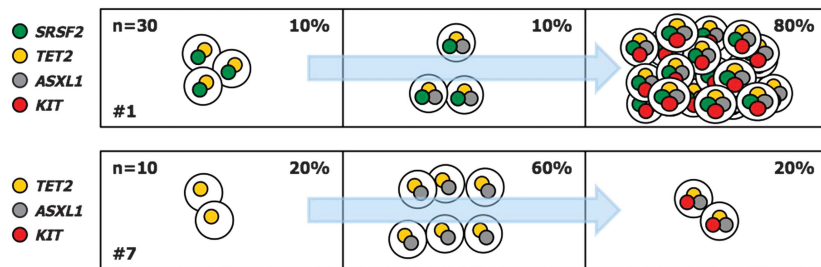 SRSF2
TET2
ASXL1
KIT
n=30 10% 10% 80%
#1
TET2
ASXL1
KIT
n=10 20% 60% 20%
#7